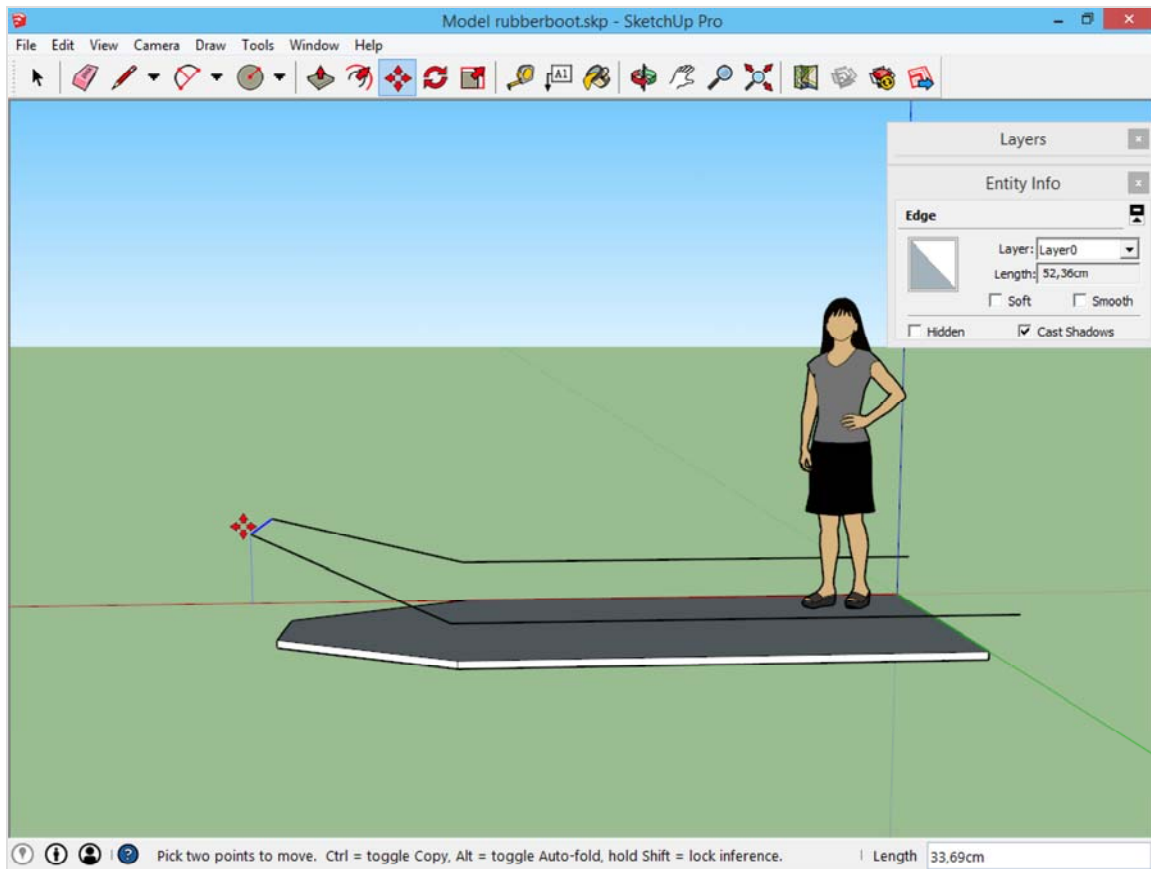 Model rubberboot.skp - SketchUp Pro
File Edit View Camera Draw Tools Window Help
A1
Layers
Entity Info
Edge
Layer: Layer0
Length: 52,36cm
Soft Smooth
Hidden Cast Shadows
Pick two points to move. Ctrl = toggle Copy, Alt = toggle Auto-fold, hold Shift = lock inference. Length 33,69cm